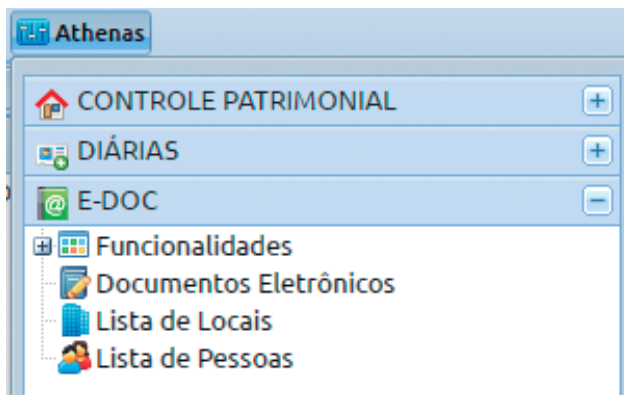 Athenas
CONTROLE PATRIMONIAL
DIÁRIAS
E-DOC
Funcionalidades
Documentos Eletrônicos
Lista de Locais
Lista de Pessoas